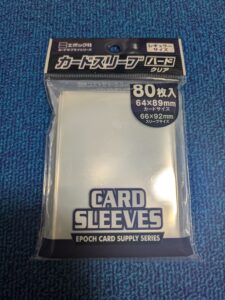 エポック社
レギュラー
サイズ
カードスリーブ ハード
クリア
80枚入
64×89mm
カードサイズ
66×92mm
スリーブサイズ
CARD
SLEEVES
EPOCH CARD SUPPLY SERIES